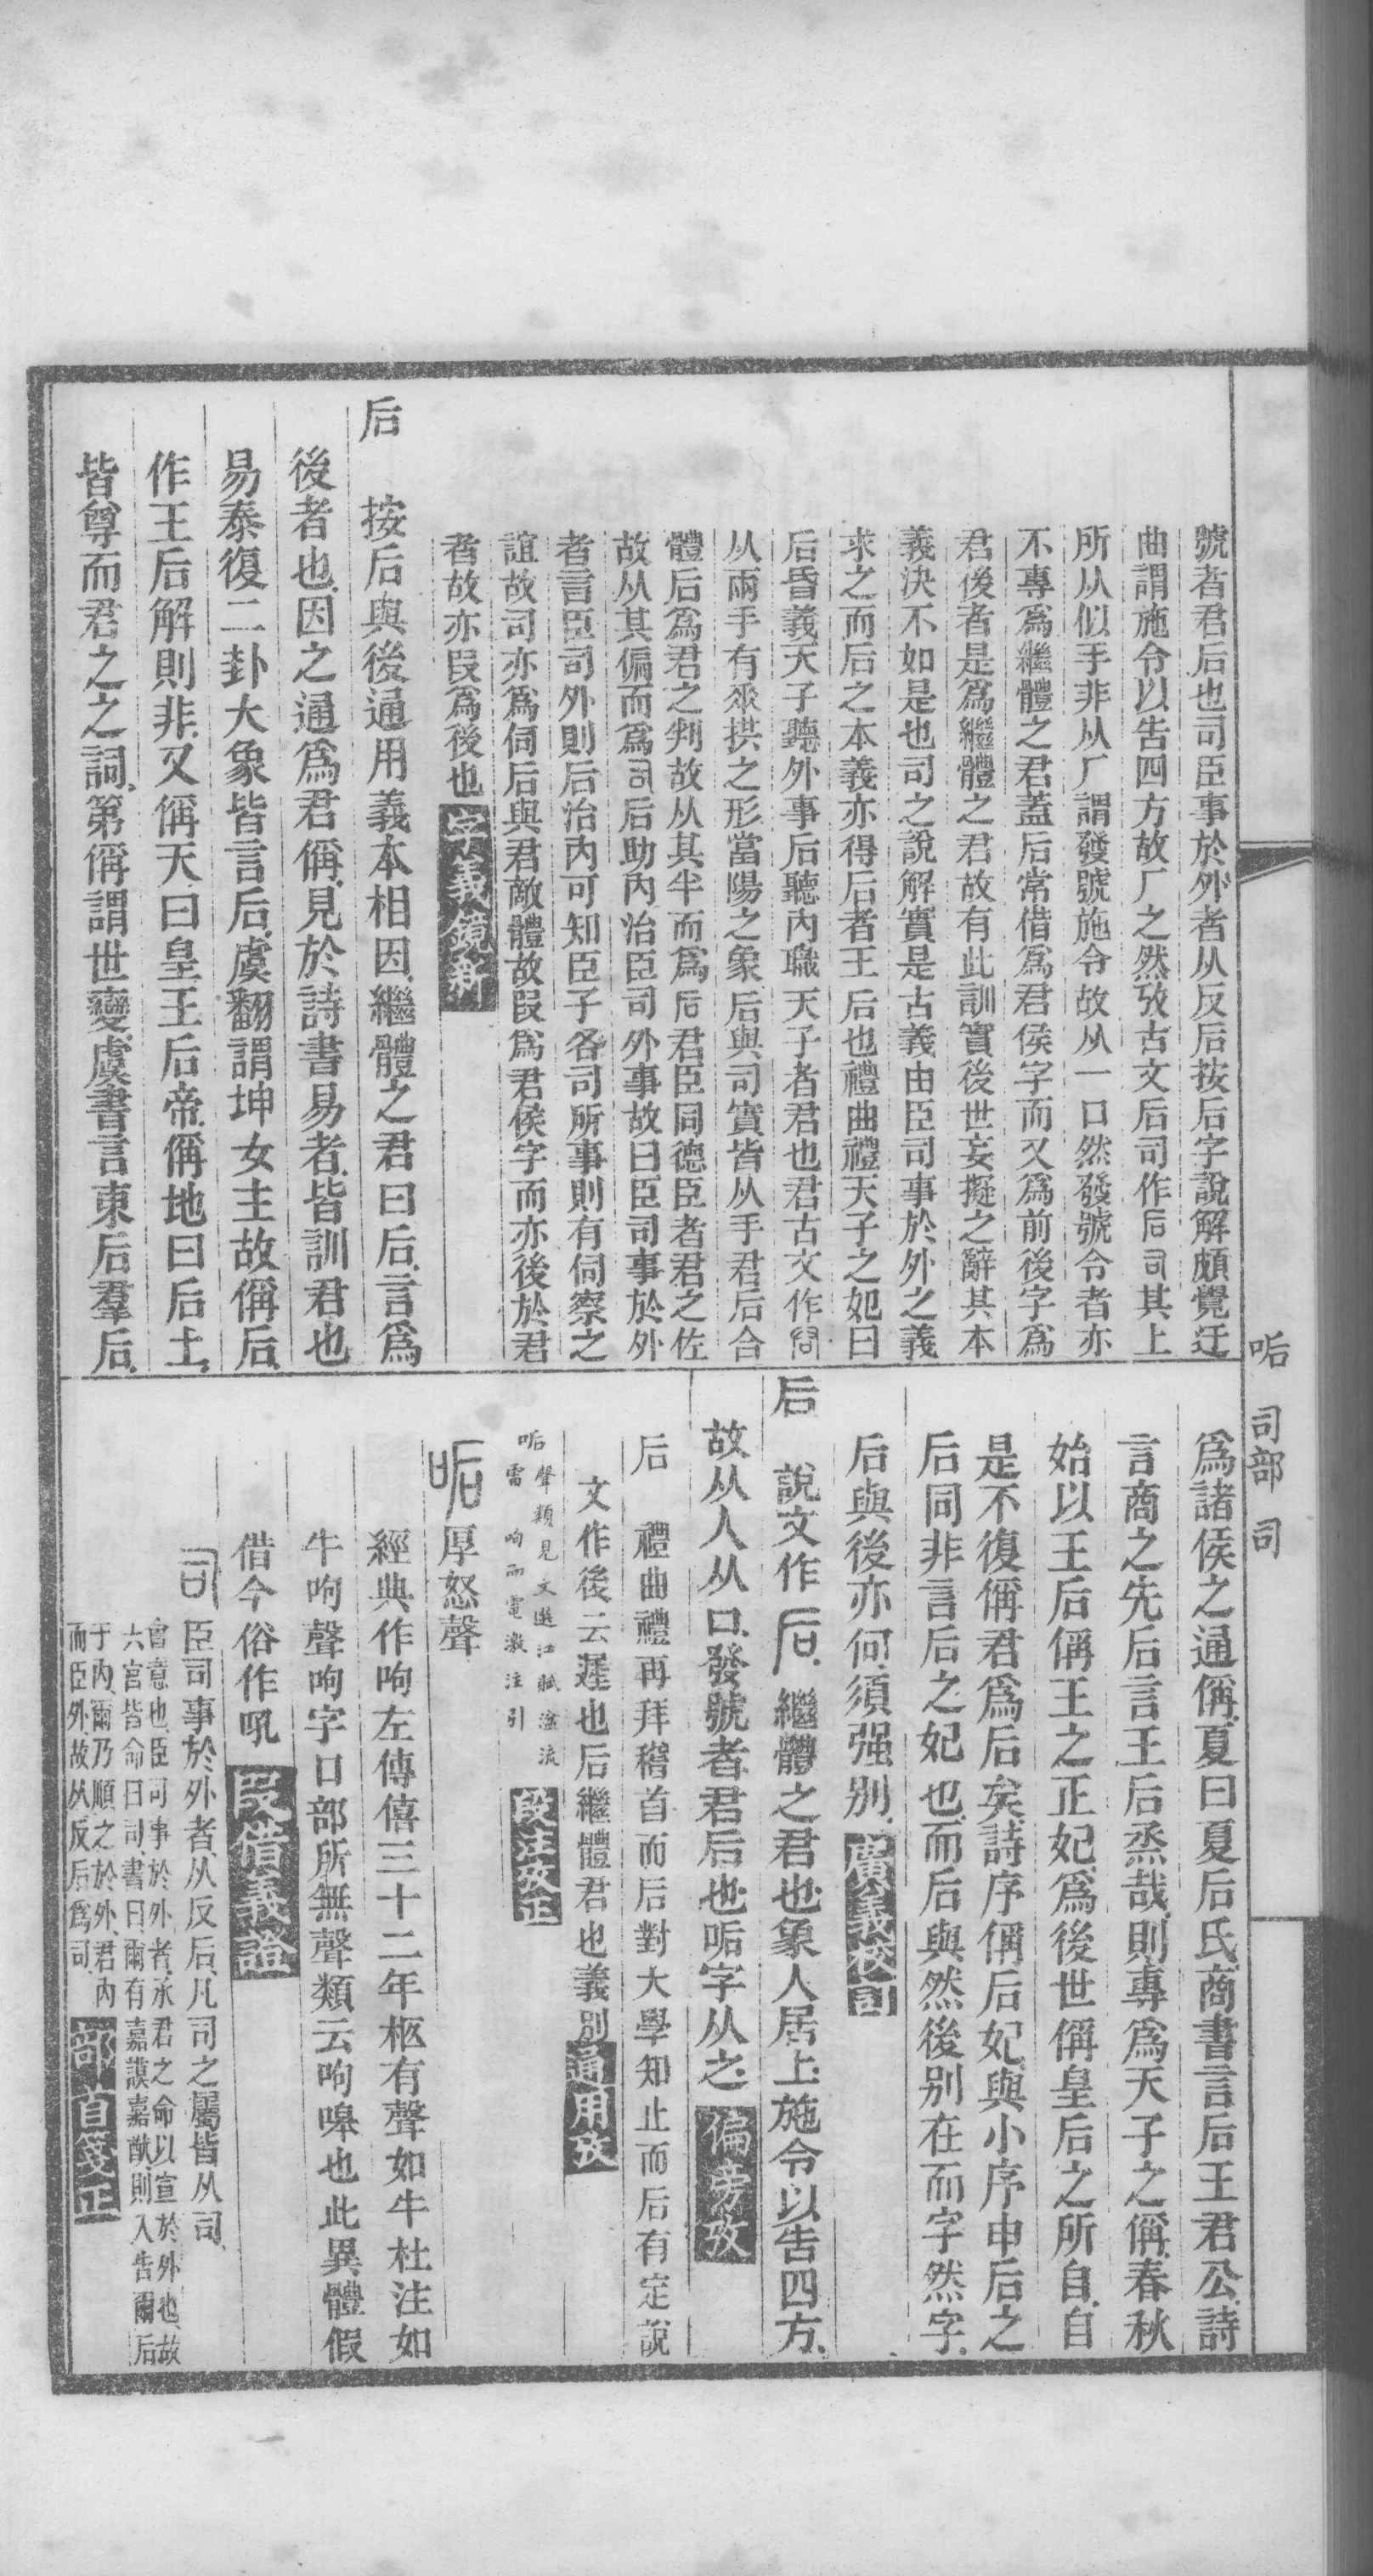 號者君后也司臣事於外者从反后按后字說解頗覺迂
曲謂施令以告四方故厂之然攷古文后司作后司其上
所从似手非从厂謂發號施令故从一口然發號令者亦
不專爲繼體之君蓋后常借爲君侯字而又爲前後字爲
君後者是爲繼體之君故有此訓實後世妄擬之辭其本
義決不如是也司之說解實是古義由臣司事於外之義
求之而后之本義亦得后者王后也禮曲禮天子之妃曰
后昏義天子聽外事后聽內職天子者君也君古文作𠱭
从兩手有來拱之形當陽之象后與司實皆从手君后合
體后爲君之判故从其半而爲后君臣同德臣者君之佐
故从其偏而爲司后助內治臣司外事故曰臣司事於外
者言臣司外則后治內可知臣子各司所事則有伺察之
誼故司亦爲伺后與君敵體故叚爲君侯字而亦後於君
者故亦叚爲後也
后 按后與後通用義本相因繼體之君曰后言爲
後者也因之通爲君偁見於詩書易者皆訓君也
易泰復二卦大象皆言后虞翻謂坤女主故偁后
作王后解則非又偁天曰皇王后帝偁地曰后土
皆尊而君之之詞第偁謂世變虞書言東后羣后
爲諸侯之通偁夏曰夏后氏商書言后王君公詩
言商之先后言王后烝哉則專爲天子之偁春秋
始以王后偁王之正妃爲後世偁皇后之所自自
是不復偁君爲后矣詩序偁后妃與小序申后之
后同非言后之妃也而后與然後別在而字然字
后與後亦何須强別 廣義校訂
后 說文作后繼體之君也象人居上施令以告四方
故从人从口發號者君后也听字从之 偏旁攷
后 禮曲禮再拜稽首而后對大學知止而后有定說
文作後云遲也后繼體君也義別 通用攷
垢聲類見文選江賦湓流
雷呴而電激注引 段注攷正
㖃 厚怒聲
經典作呴左傳僖三十二年柩有聲如牛杜注如
牛呴聲呴字口部所無聲類云呴嗥也此異體假
借今俗作吼 叚借義證
司 臣司事於外者从反后凡司之屬皆从司
會意也臣司事於外者承君之命以宣於外也故
六官皆命曰司書曰爾有嘉謨嘉猷則入告爾后
于內爾乃順之於外君內
而臣外故从反后爲司 部首箋正
㖃 司部 司